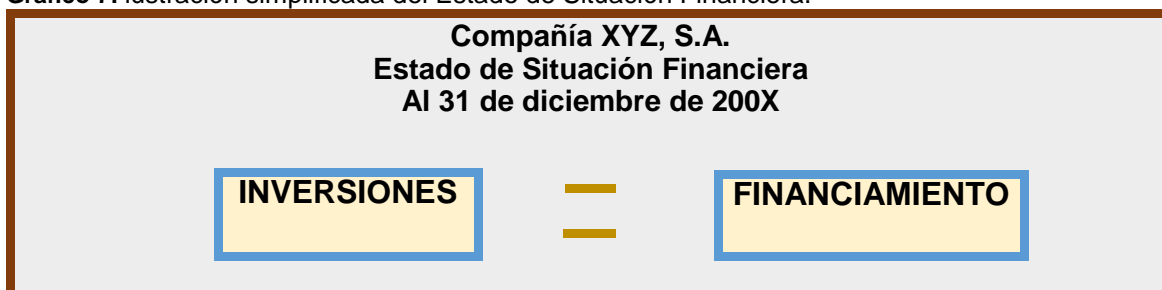 Compañía XYZ, S.A.
Estado de Situación Financiera
Al 31 de diciembre de 200X
INVERSIONES
FINANCIAMIENTO